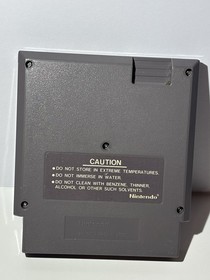 CAUTION
• DO NOT STORE IN EXTREME TEMPERATURES.
• DO NOT IMMERSE IN WATER.
• DO NOT CLEAN WITH BENZENE, THINNER,
ALCOHOL OR OTHER SUCH SOLVENTS.
Nintendo®